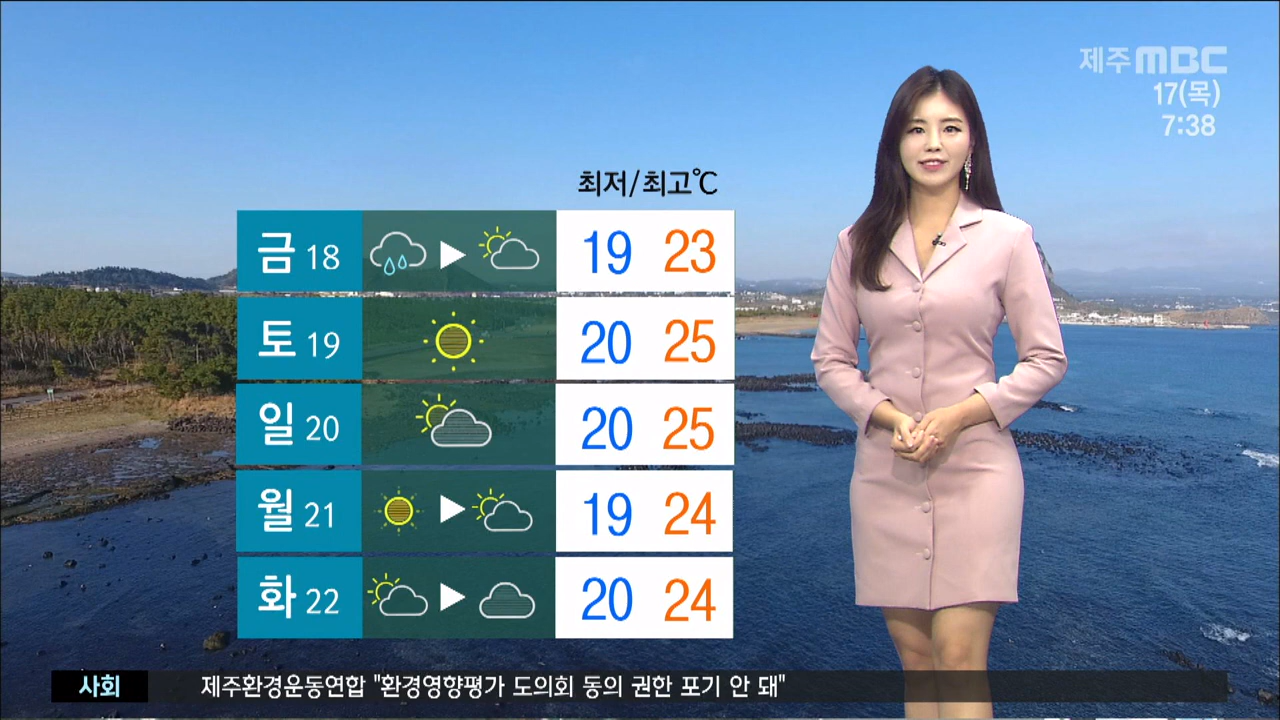 제주MBC
17(목)
7:38
최저/최고℃
금 18 19 23
토 19 20 25
일 20 20 25
월 21 19 24
화 22 20 24
사회 제주환경운동연합 "환경영향평가 도의회 동의 권한 포기 안 돼"